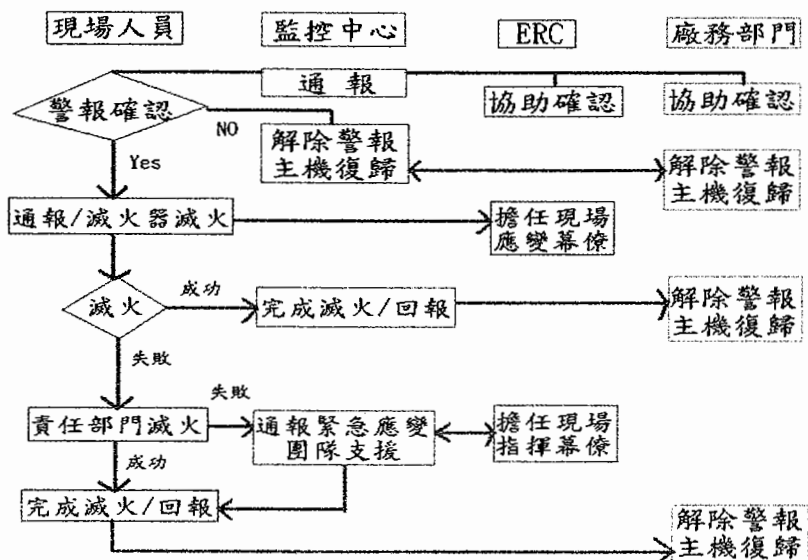 現場人員
監控中心
ERC
廠務部門
通報
警報確認
協助確認
協助確認
NO
解除警報
主機復歸
解除警報
主機復歸
Yes
通報/滅火器滅火
擔任現場
應變幕僚
滅火
成功
完成滅火/回報
解除警報
主機復歸
失敗
責任部門滅火
失敗
通報緊急應變
團隊支援
擔任現場
指揮幕僚
成功
完成滅火/回報
解除警報
主機復歸